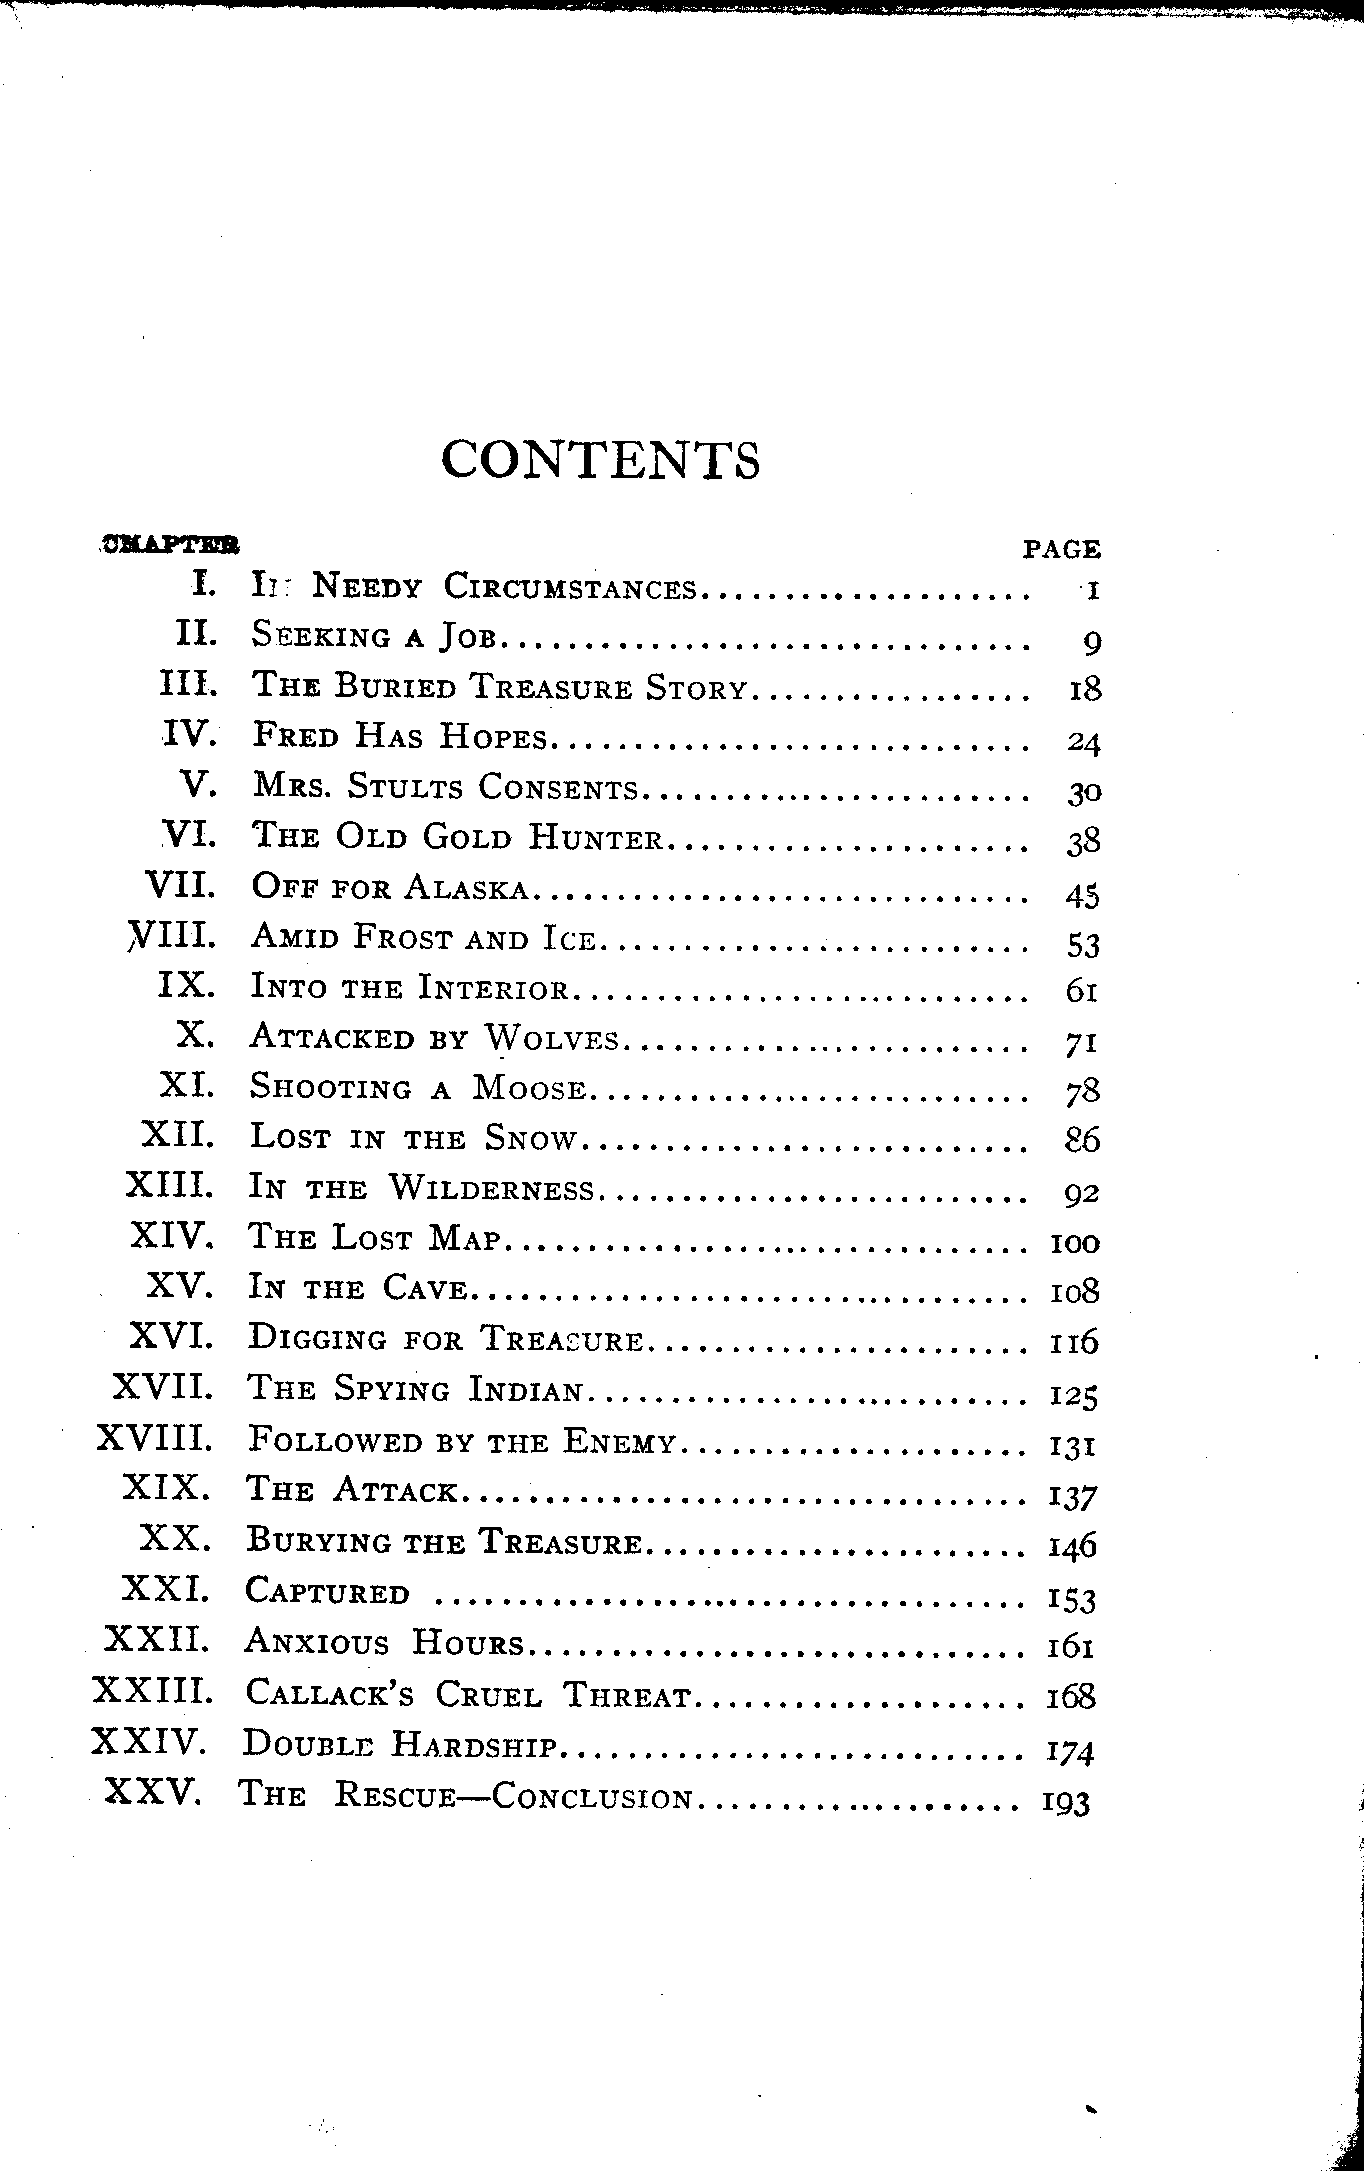 CONTENTS
CHAPTER PAGE
I. In Needy Circumstances.................... 1
II. Seeking a Job................................ 9
III. The Buried Treasure Story................. 18
IV. Fred Has Hopes............................. 24
V. Mrs. Stults Consents........................ 30
VI. The Old Gold Hunter...................... 38
VII. Off for Alaska.............................. 45
VIII. Amid Frost and Ice.......................... 53
IX. Into the Interior............................ 61
X. Attacked by Wolves......................... 71
XI. Shooting a Moose........................... 78
XII. Lost in the Snow........................... 86
XIII. In the Wilderness.......................... 92
XIV. The Lost Map................................ 100
XV. In the Cave.................................. 108
XVI. Digging for Treasure....................... 116
XVII. The Spying Indian........................... 125
XVIII. Followed by the Enemy..................... 131
XIX. The Attack.................................. 137
XX. Burying the Treasure....................... 146
XXI. Captured .................................... 153
XXII. Anxious Hours.............................. 161
XXIII. Callack's Cruel Threat.................... 168
XXIV. Double Hardship............................ 174
XXV. The Rescue—Conclusion.................... 193